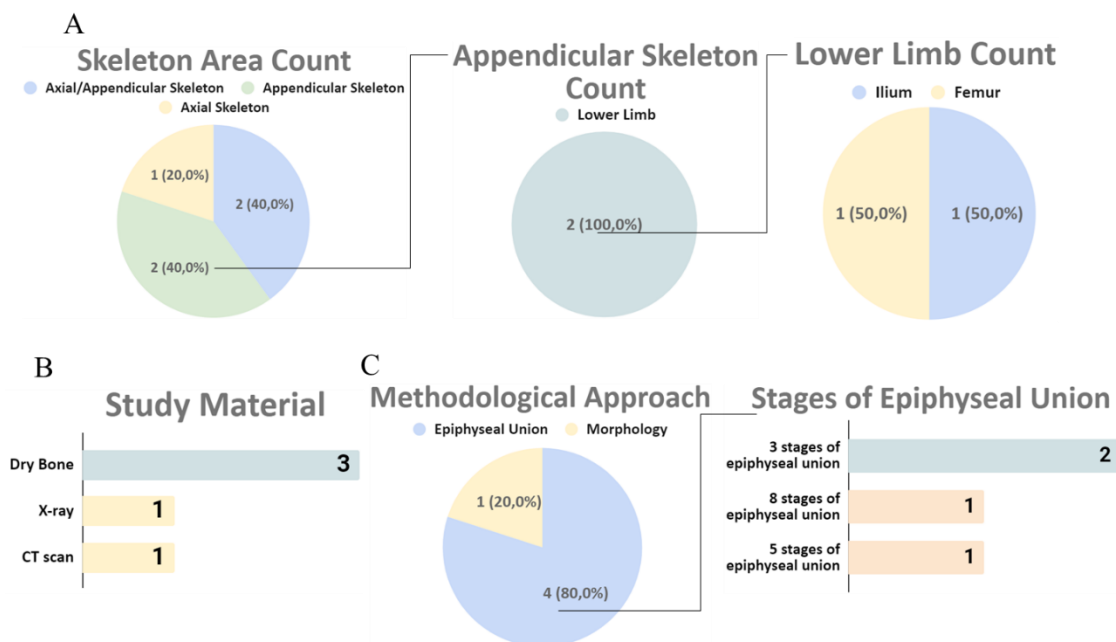 A
Skeleton Area Count
Axial/Appendicular Skeleton Appendicular Skeleton
Axial Skeleton
1 (20,0%)
2 (40,0%)
2 (40,0%)
Appendicular Skeleton
Count
Lower Limb
2 (100,0%)
Lower Limb Count
Ilium Femur
1 (50,0%) 1 (50,0%)
B
Study Material
Dry Bone 3
X-ray 1
CT scan 1
C
Methodological Approach
Epiphyseal Union Morphology
1 (20,0%)
4 (80,0%)
Stages of Epiphyseal Union
3 stages of
epiphyseal union
2
8 stages of
epiphyseal union
1
5 stages of
epiphyseal union
1